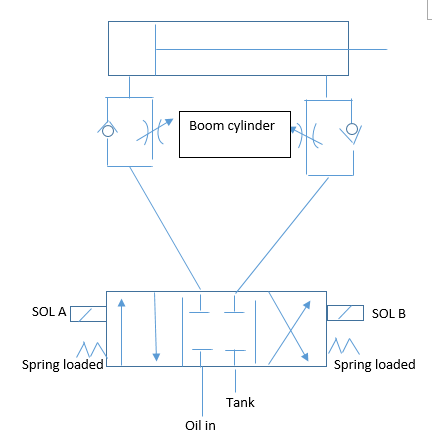 Boom cylinder
SOL A
SOL B
Spring loaded
Spring loaded
Tank
Oil in